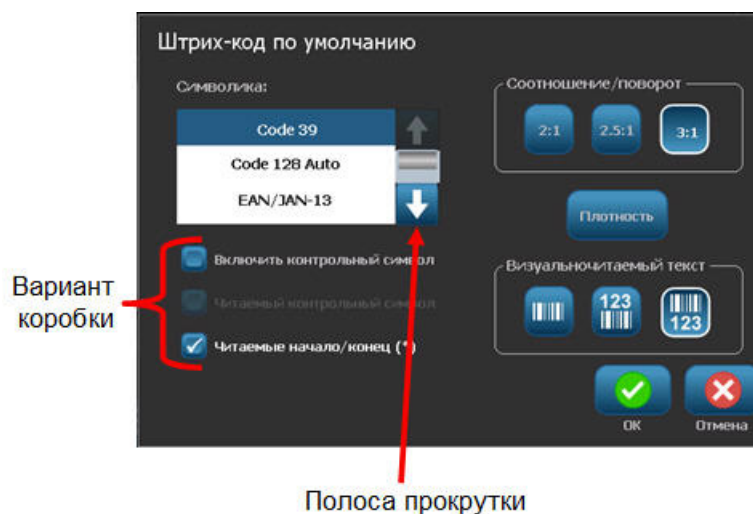 Штрих-код по умолчанию
Символика:
Code 39
Code 128 Auto
EAN/JAN-13
Включить контрольный символ
Читаемый контрольный символ
Читаемые начало/конец (*)
Соотношение/поворот
2:1 2.5:1 3:1
Плотность
Визуальночитаемый текст
123
123
OK Отмена
Вариант
коробки
Полоса прокрутки